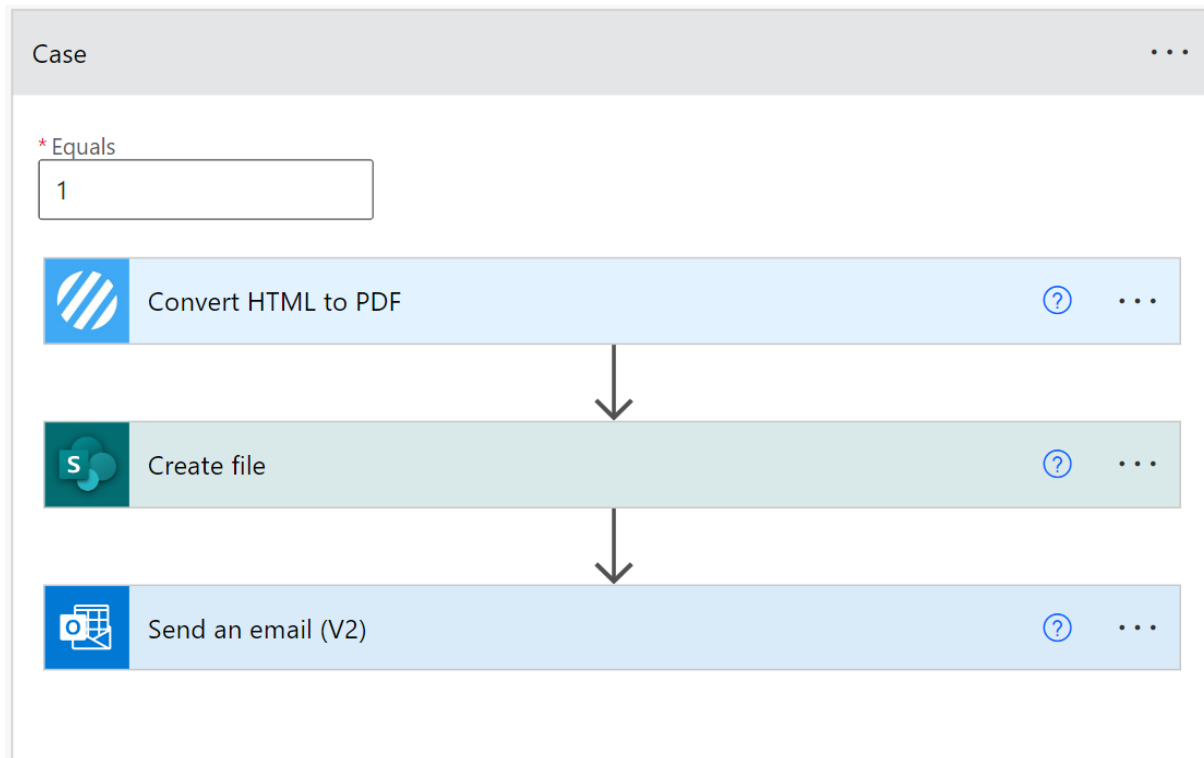 Case
* Equals
1
Convert HTML to PDF
?
S
Create file
?
O
Send an email (V2)
?